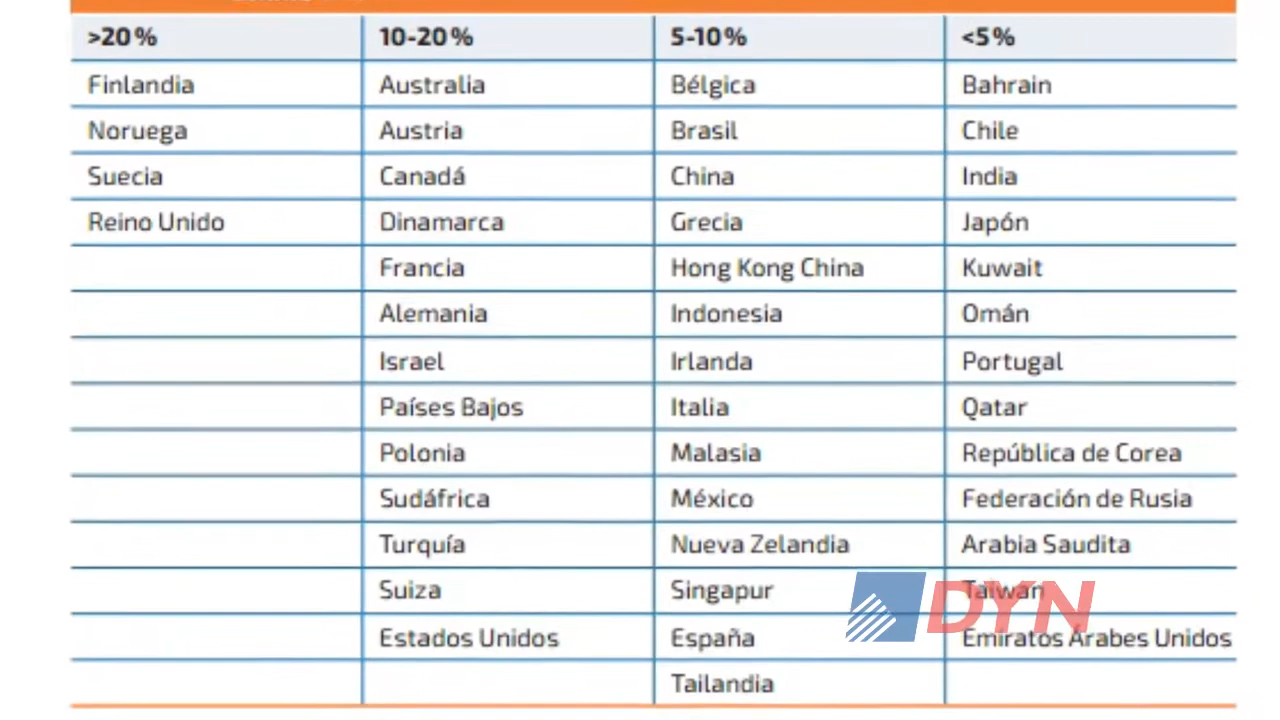 >20% 10-20% 5-10% <5%
Finlandia Australia Bélgica Bahrain
Noruega Austria Brasil Chile
Suecia Canadá China India
Reino Unido Dinamarca Grecia Japón
Francia Hong Kong China Kuwait
Alemania Indonesia Omán
Israel Irlanda Portugal
Países Bajos Italia Qatar
Polonia Malasia República de Corea
Sudáfrica México Federación de Rusia
Turquía Nueva Zelandia Arabia Saudita
Suiza Singapur Taiwan
DYN
Estados Unidos España Emiratos Árabes Unidos
Tailandia